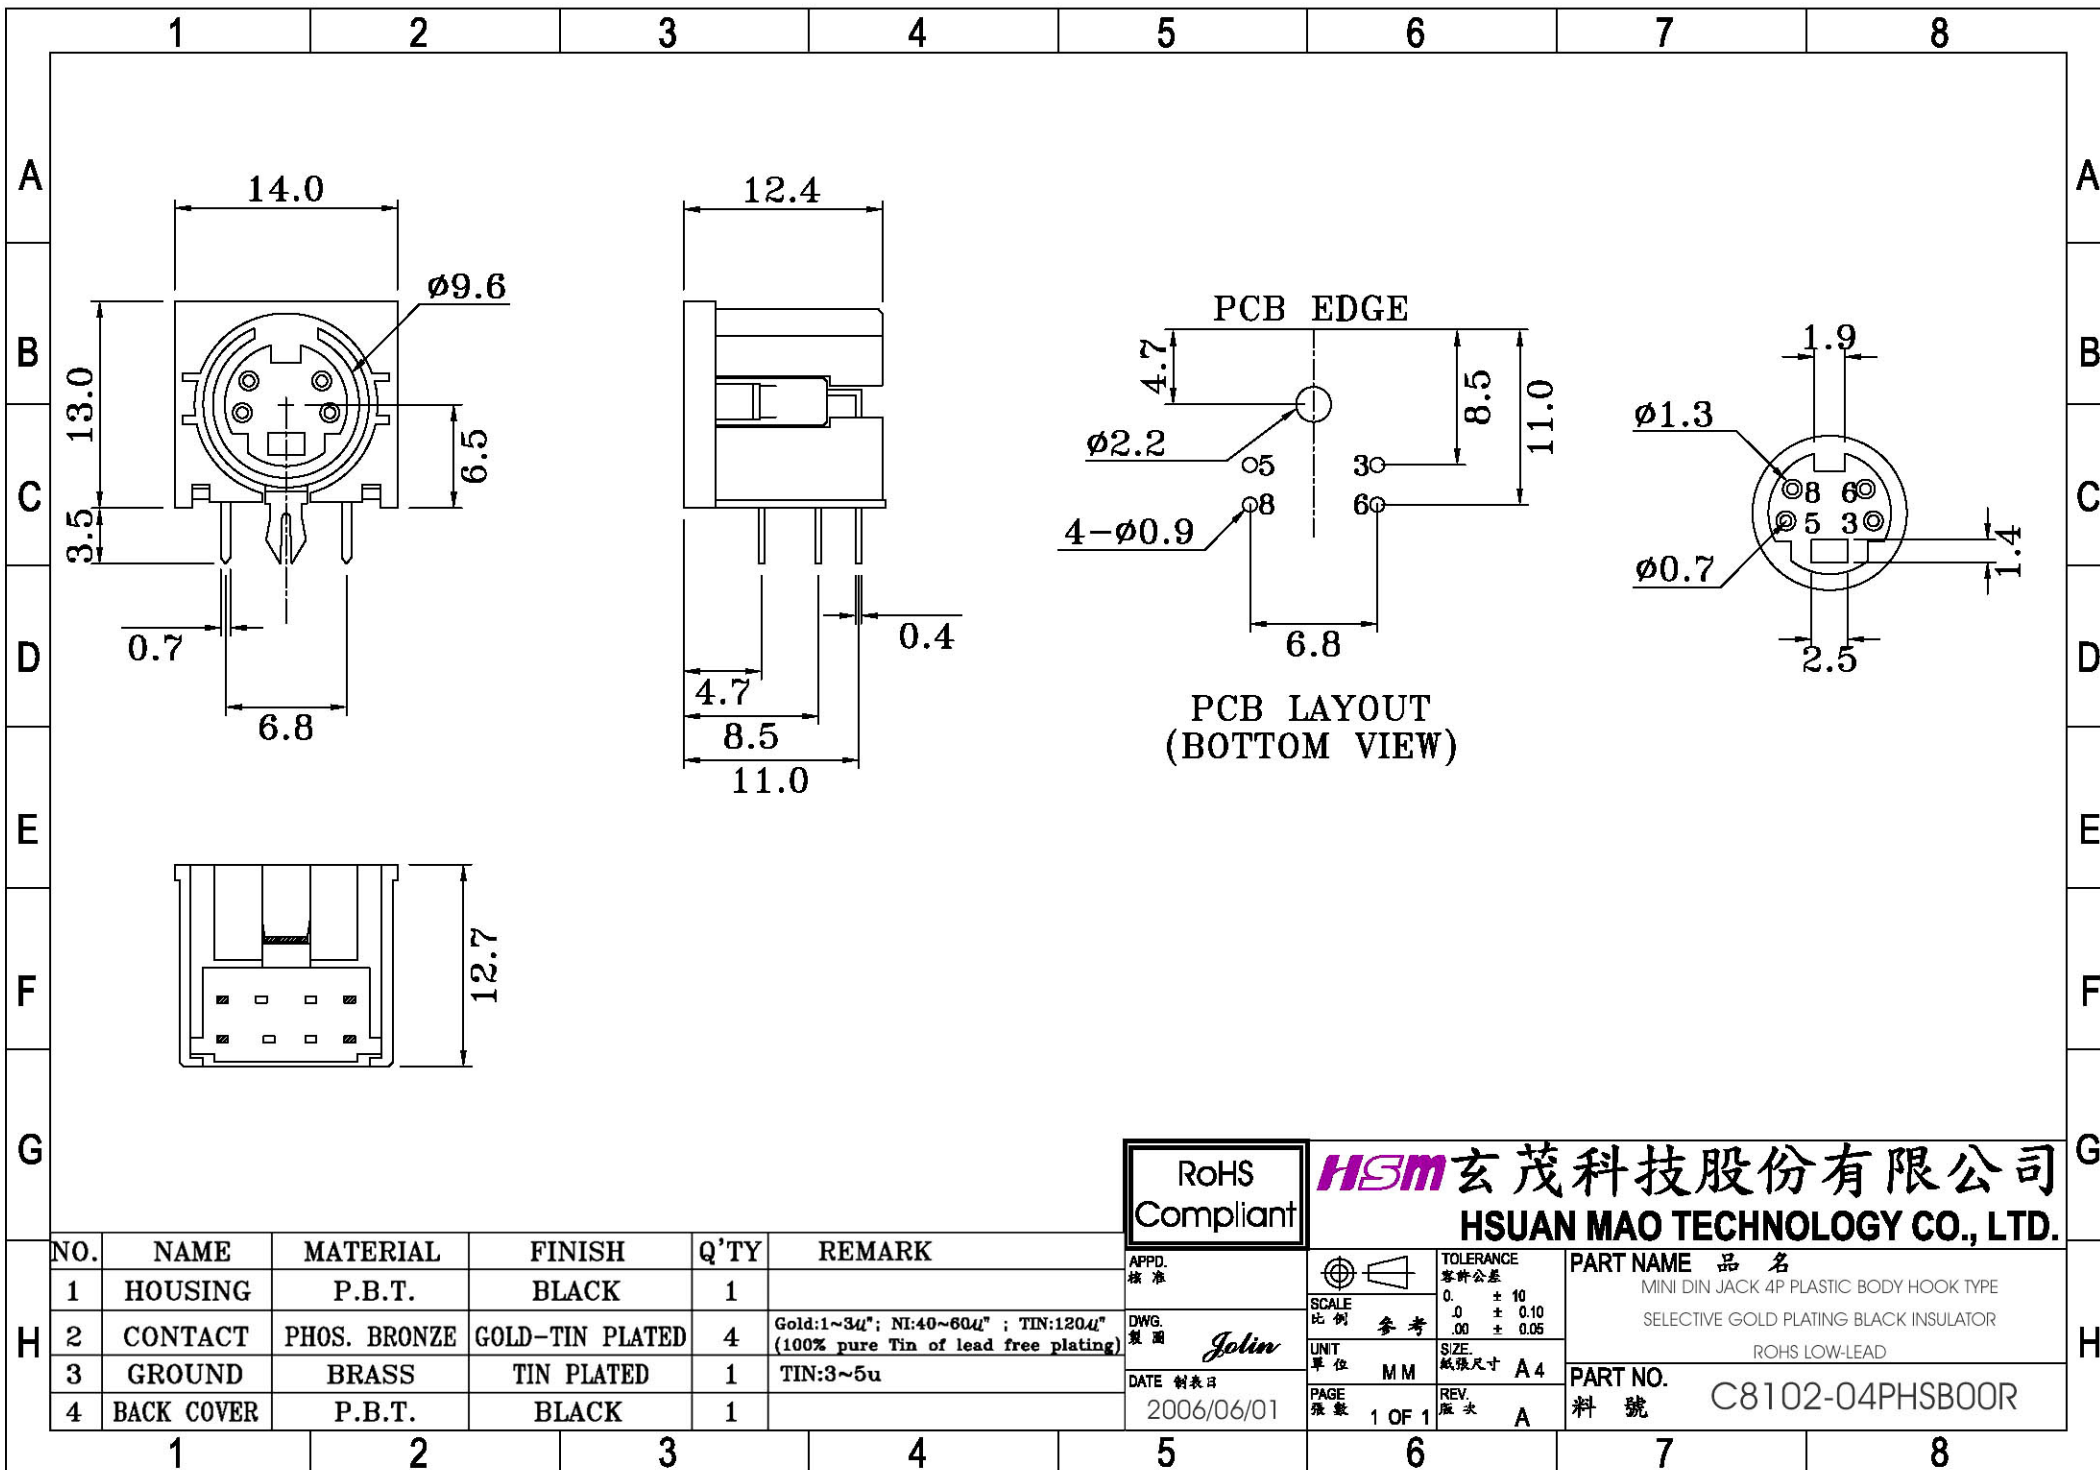 1 2 3 4 5 6 7 8
A A
B B
C C
D D
E E
F F
G G
H H
14.0
ø9.6
13.0
6.5
3.5
0.7
6.8
12.4
0.4
4.7
8.5
11.0
PCB EDGE
4.7
8.5
11.0
ø2.2
5 3
8 6
4-ø0.9
6.8
PCB LAYOUT
(BOTTOM VIEW)
1.9
ø1.3
8 6
5 3
ø0.7
1.4
2.5
12.7
NO. NAME MATERIAL FINISH Q'TY REMARK
1 HOUSING P.B.T. BLACK 1
2 CONTACT PHOS. BRONZE GOLD-TIN PLATED 4 Gold:1~3u"; NI:40~60u" ; TIN:120u"
(100% pure Tin of lead free plating)
3 GROUND BRASS TIN PLATED 1 TIN:3~5u
4 BACK COVER P.B.T. BLACK 1
RoHS
Compliant
HSM 玄茂科技股份有限公司
HSUAN MAO TECHNOLOGY CO., LTD.
APPD.
核 准
DWG.
製 圖
Jolin
DATE 制表日
2006/06/01
SCALE
比 例 參 考
UNIT
單 位 M M
PAGE
張 數 1 OF 1
TOLERANCE
容許公差
0. ± 10
.0 ± 0.10
.00 ± 0.05
SIZE.
紙張尺寸 A 4
REV.
版 次 A
PART NAME 品 名
MINI DIN JACK 4P PLASTIC BODY HOOK TYPE
SELECTIVE GOLD PLATING BLACK INSULATOR
ROHS LOW-LEAD
PART NO.
料 號
C8102-04PHSB00R
1 2 3 4 5 6 7 8